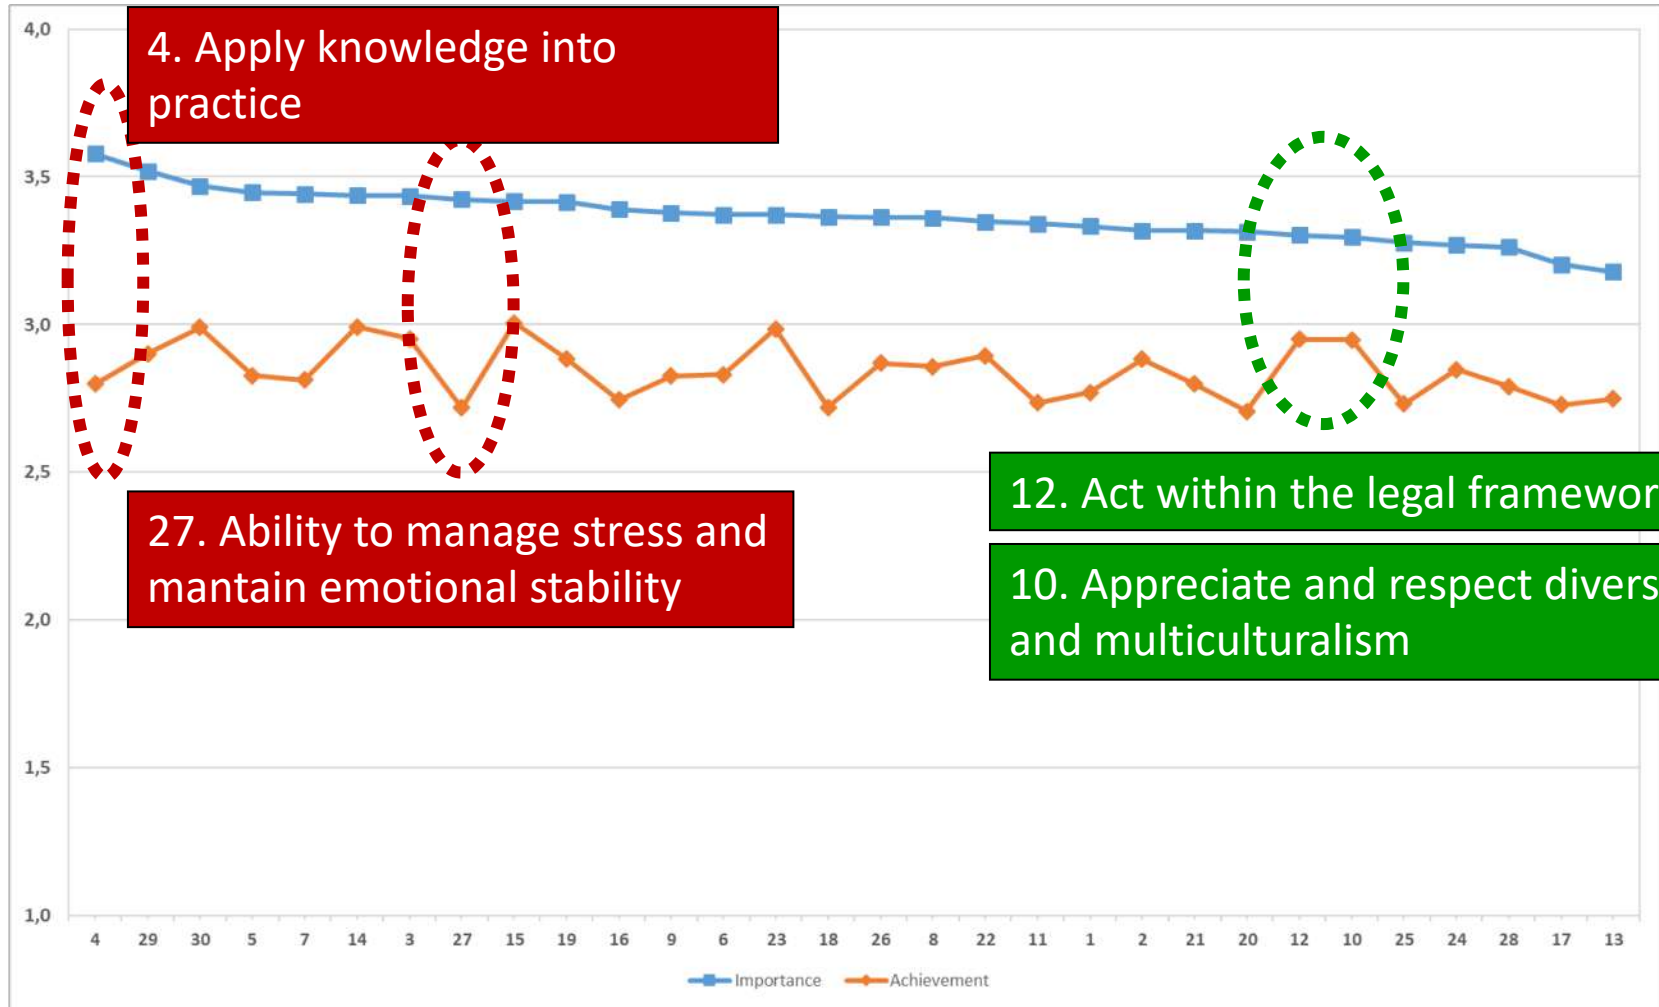 4. Apply knowledge into
practice
4,0
3,5
3,0
2,5
2,0
1,5
1,0
27. Ability to manage stress and
mantain emotional stability
12. Act within the legal framewor
10. Appreciate and respect divers
and multiculturalism
4 29 30 5 7 14 3 27 15 19 16 9 6 23 18 26 8 22 11 1 2 21 20 12 10 25 24 28 17 13
Importance Achievement